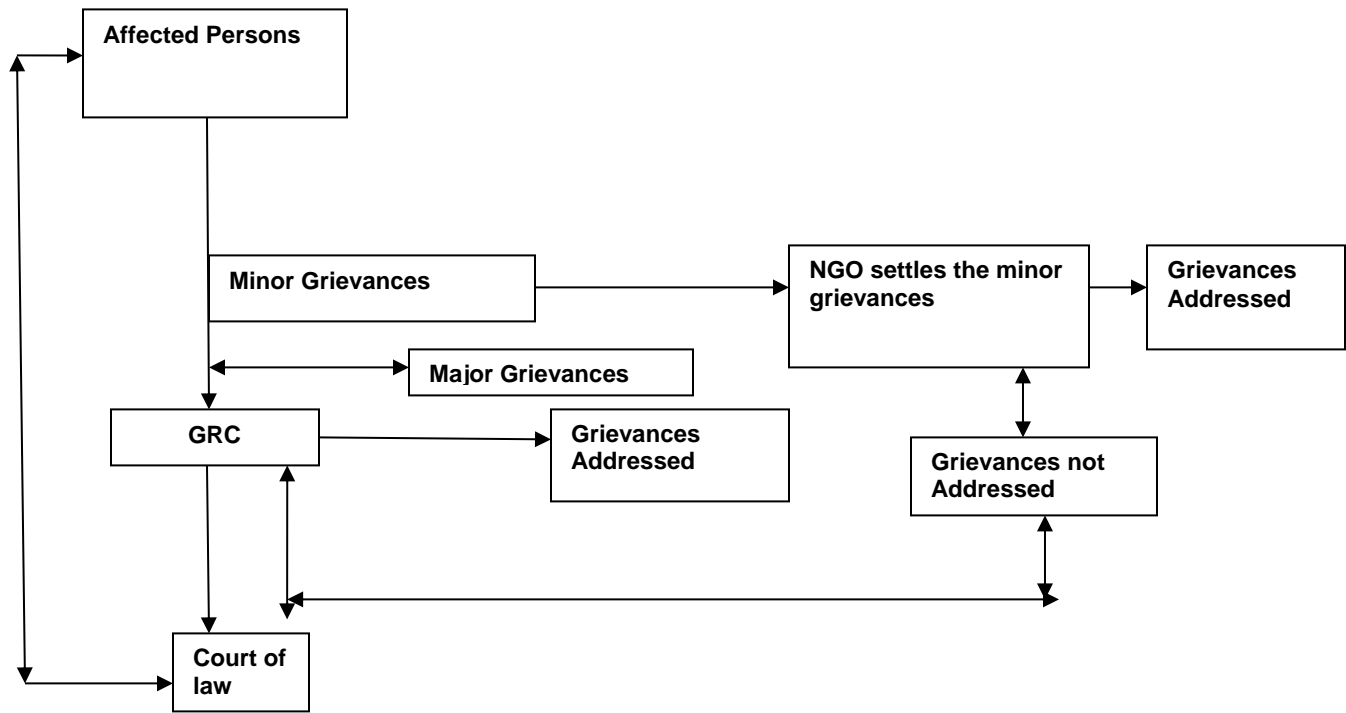 Affected Persons
Minor Grievances
NGO settles the minor
grievances
Grievances
Addressed
Major Grievances
GRC
Grievances
Addressed
Grievances not
Addressed
Court of
law